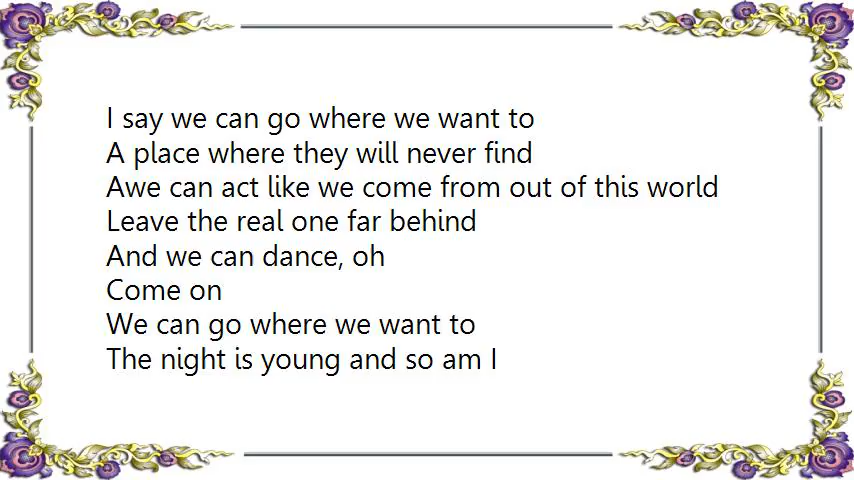 I say we can go where we want to
A place where they will never find
Awe can act like we come from out of this world
Leave the real one far behind
And we can dance, oh
Come on
We can go where we want to
The night is young and so am I